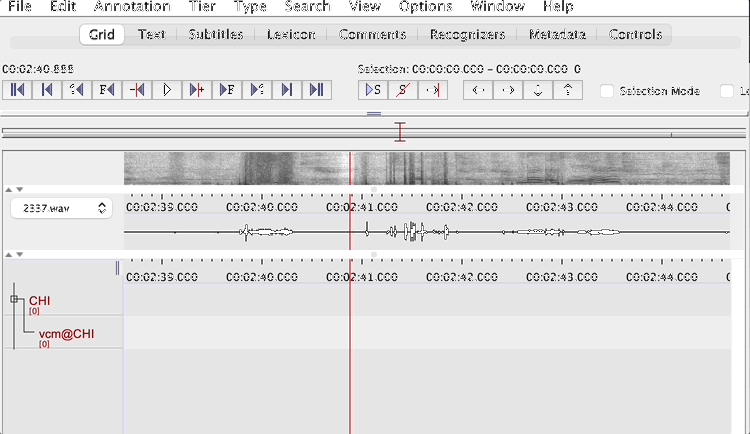 File Edit Annotation Tier Type Search View Options Window Help
Grid Text Subtitles Lexicon Comments Recognizers Metadata Controls
00:02:40.888 Selection: 00:00:00.000 - 00:00:00.000 0
F F S S Selection Mode Lo
2337.wav 00:02:39.000 00:02:40.000 00:02:41.000 00:02:42.000 00:02:43.000 00:02:44.000 0
00:02:39.000 00:02:40.000 00:02:41.000 00:02:42.000 00:02:43.000 00:02:44.000 0
CHI
[0]
vcm@CHI
[0]